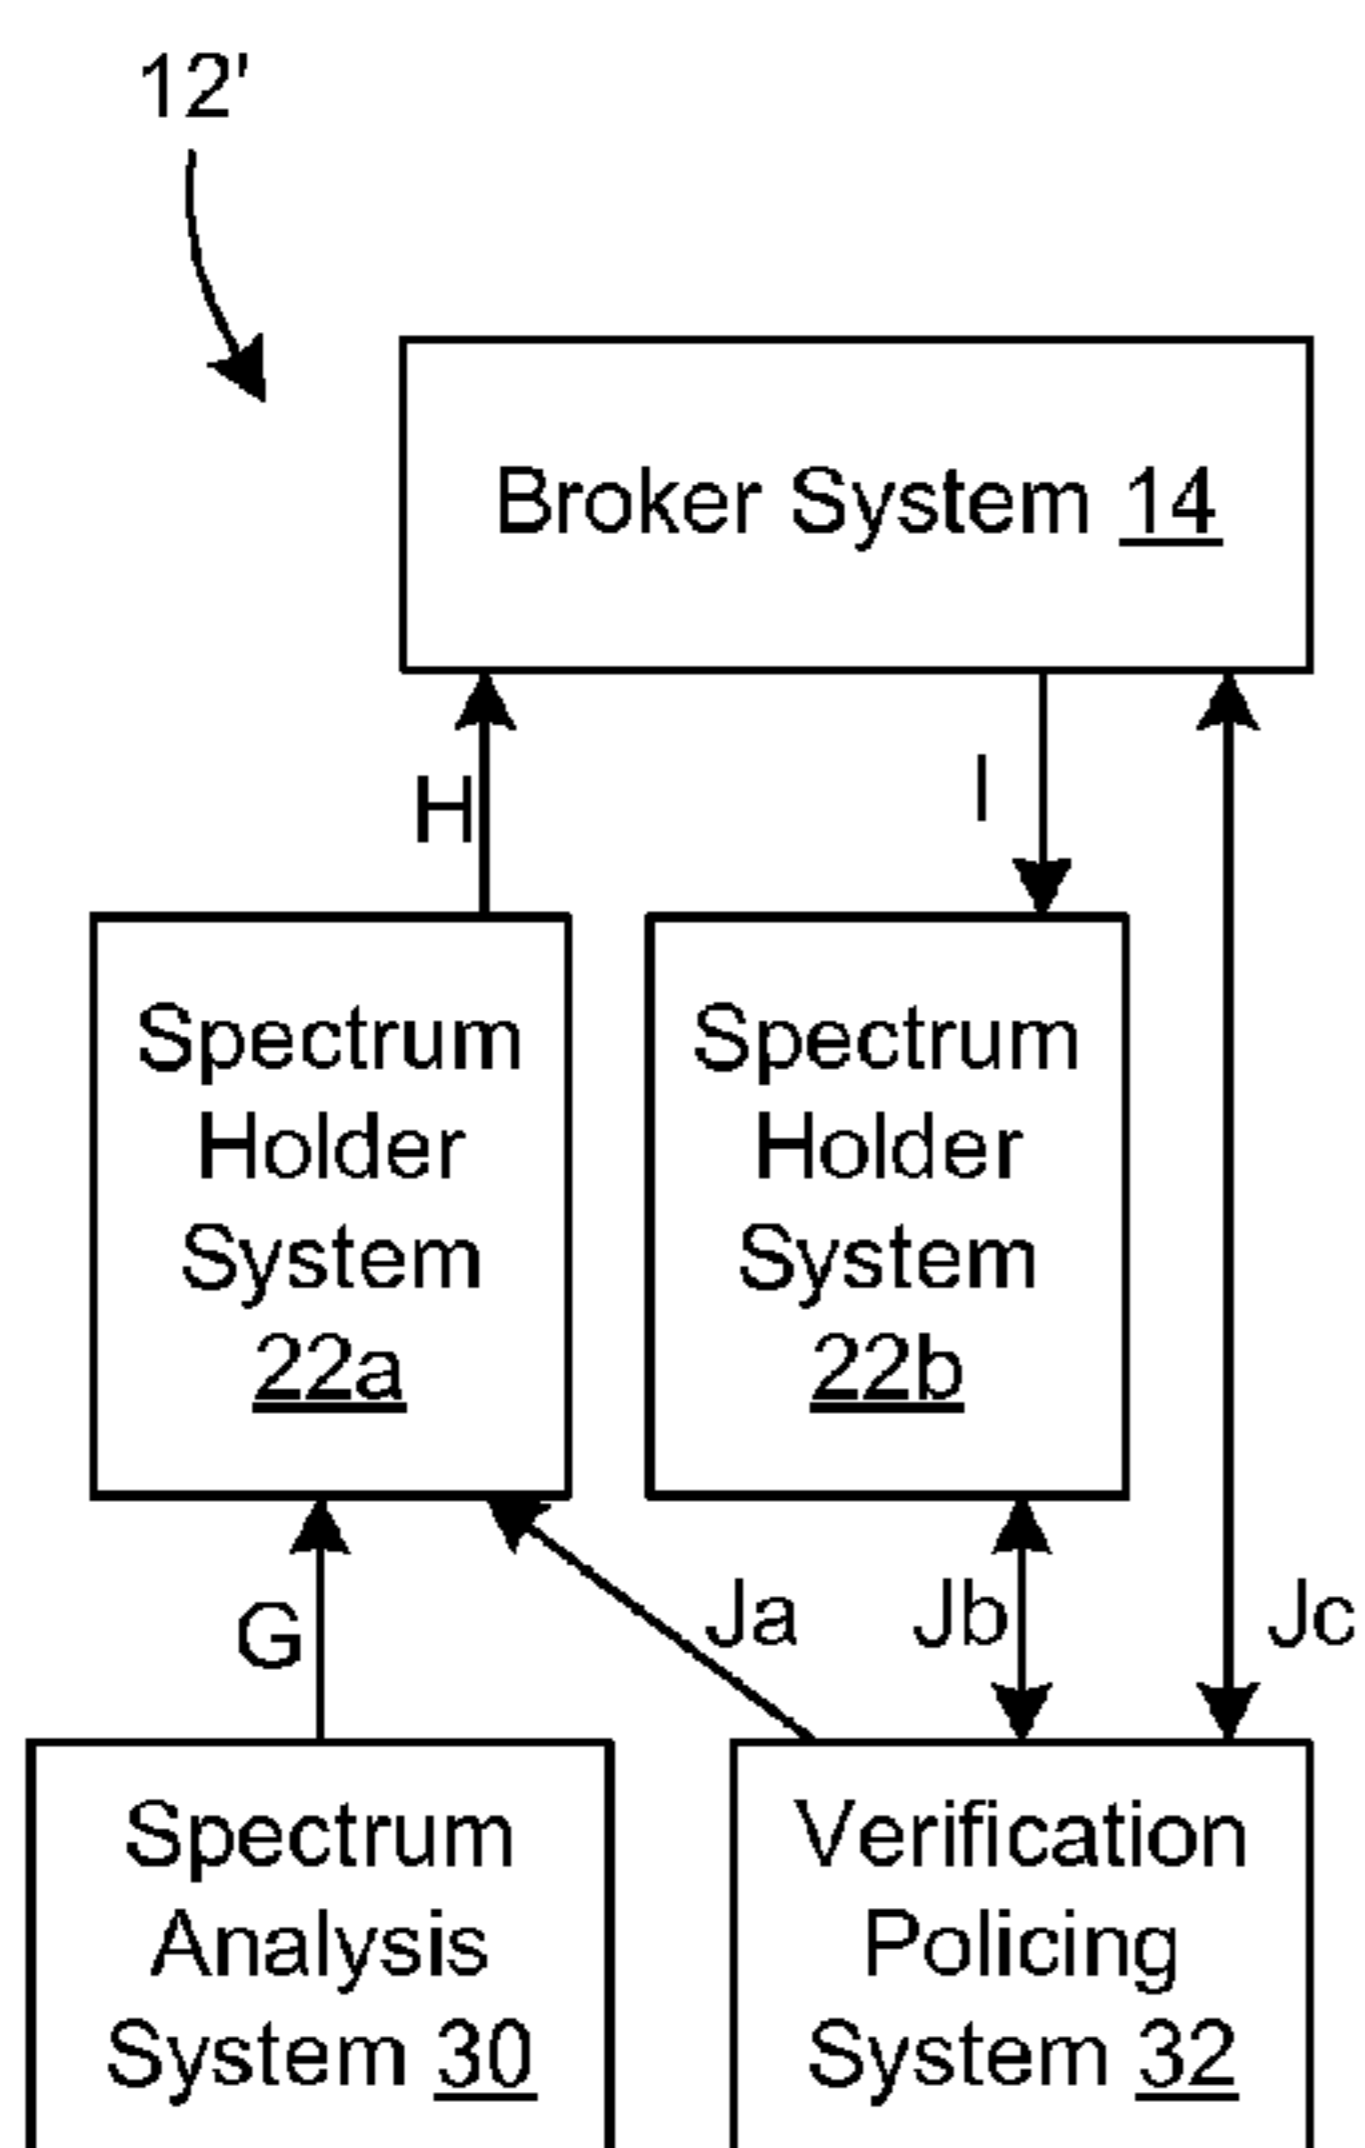 12'
Broker System 14
H
I
Spectrum
Holder
System
22a
Spectrum
Holder
System
22b
G
Ja
Jb
Jc
Spectrum
Analysis
System 30
Verification
Policing
System 32